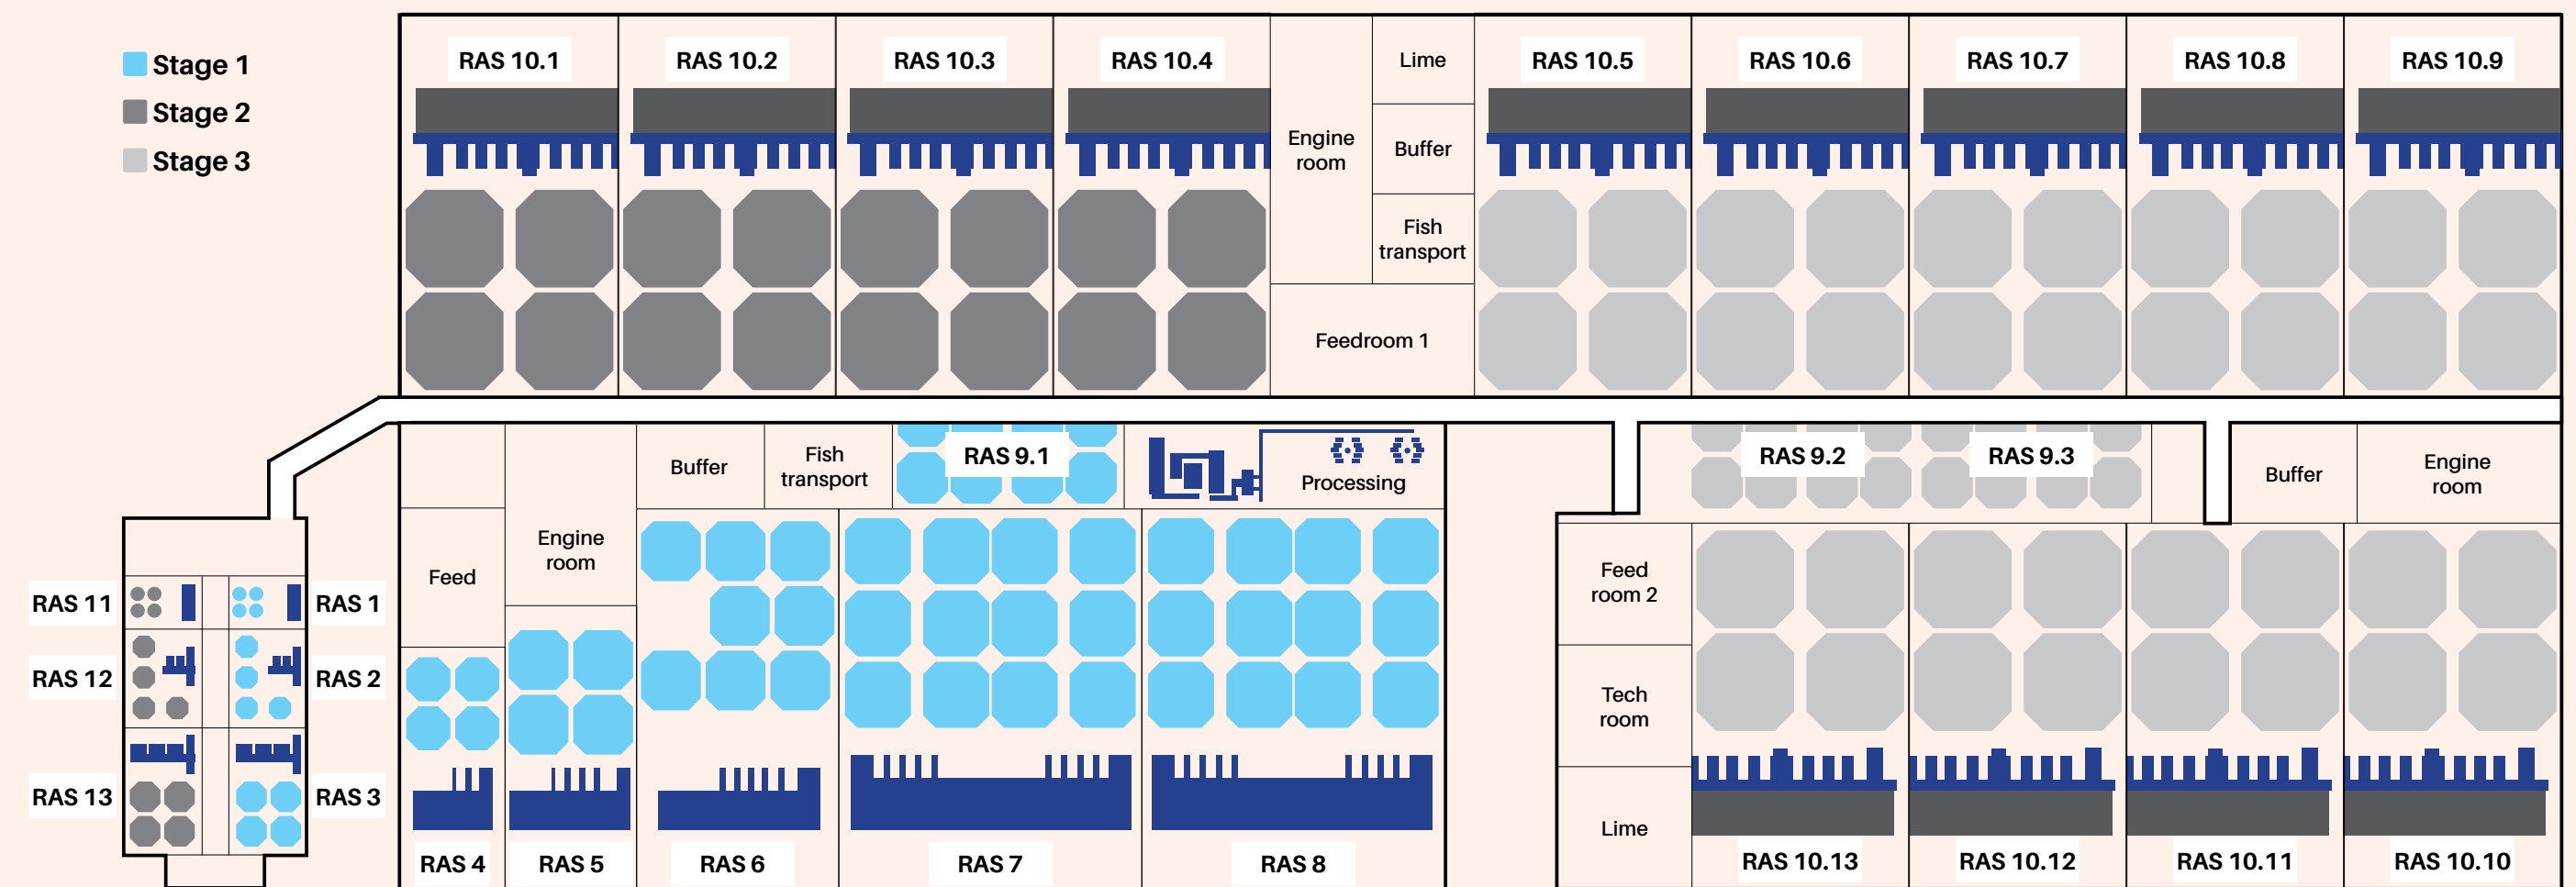 Stage 1
Stage 2
Stage 3
RAS 10.1
RAS 10.2
RAS 10.3
RAS 10.4
Engine
room
Lime
Buffer
Fish
transport
Feedroom 1
RAS 10.5
RAS 10.6
RAS 10.7
RAS 10.8
RAS 10.9
RAS 11
RAS 12
RAS 13
RAS 1
RAS 2
RAS 3
Feed
Engine
room
Buffer
Fish
transport
RAS 9.1
Processing
RAS 4
RAS 5
RAS 6
RAS 7
RAS 8
RAS 9.2
RAS 9.3
Buffer
Engine
room
Feed
room 2
Tech
room
Lime
RAS 10.13
RAS 10.12
RAS 10.11
RAS 10.10